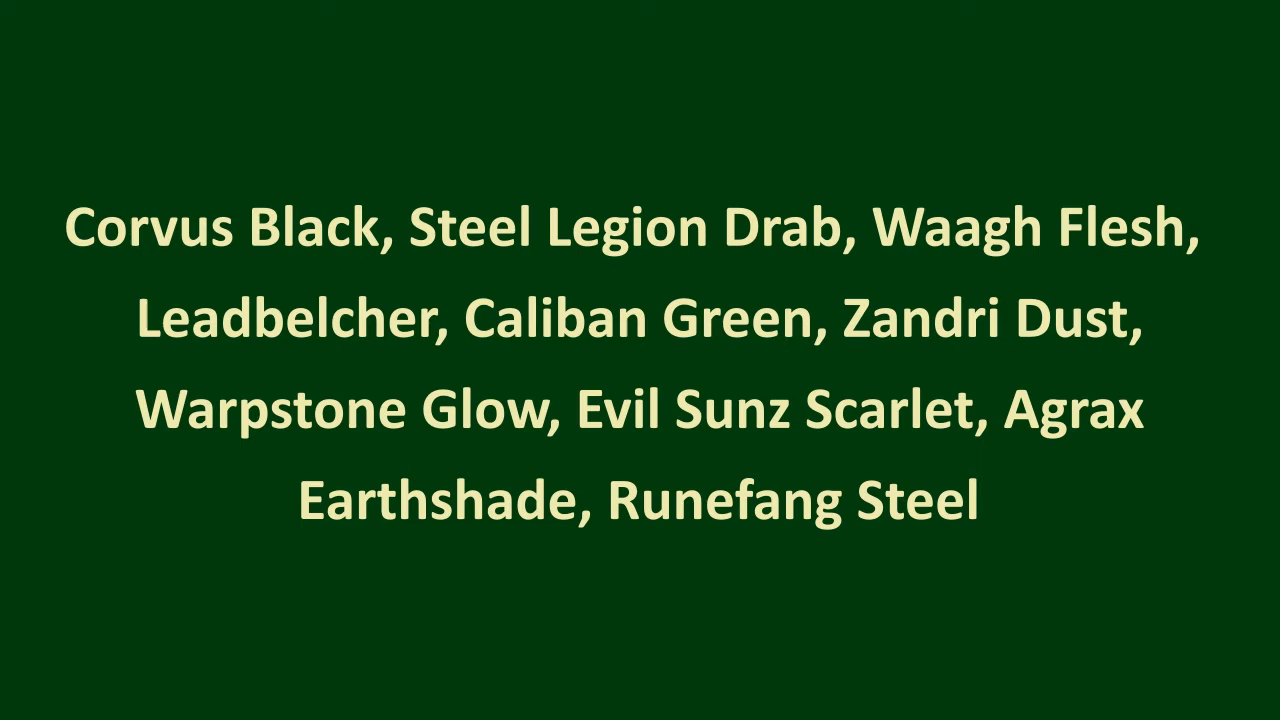 Corvus Black, Steel Legion Drab, Waagh Flesh,
Leadbelcher, Caliban Green, Zandri Dust,
Warpstone Glow, Evil Sunz Scarlet, Agrax
Earthshade, Runefang Steel